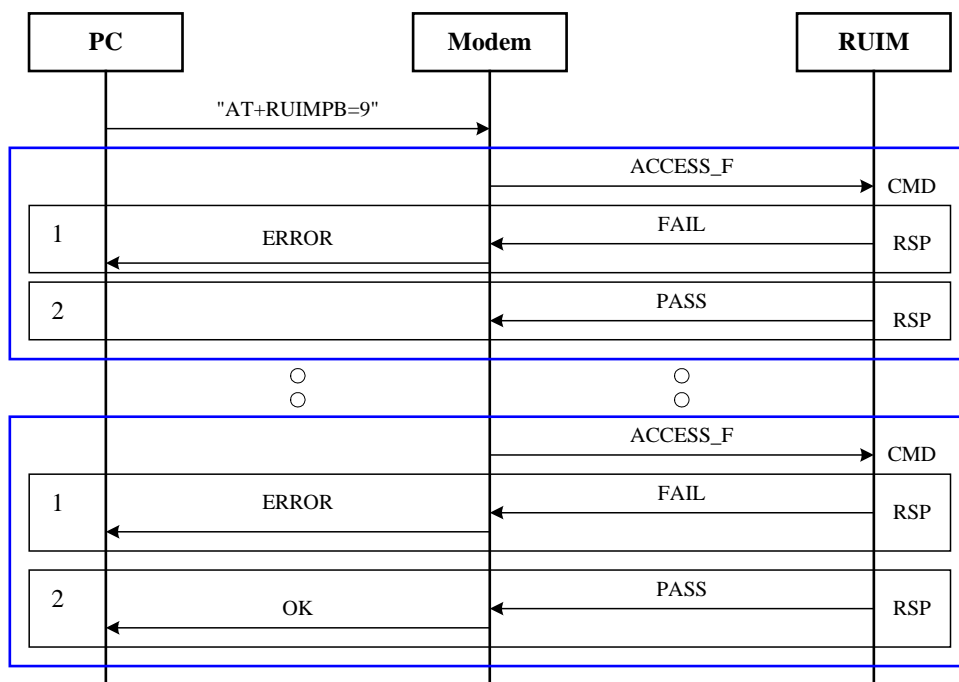 PC
Modem
RUIM
"AT+RUIMPB=9"
ACCESS_F
CMD
1
ERROR
FAIL
RSP
2
PASS
RSP
ACCESS_F
CMD
1
ERROR
FAIL
RSP
2
OK
PASS
RSP